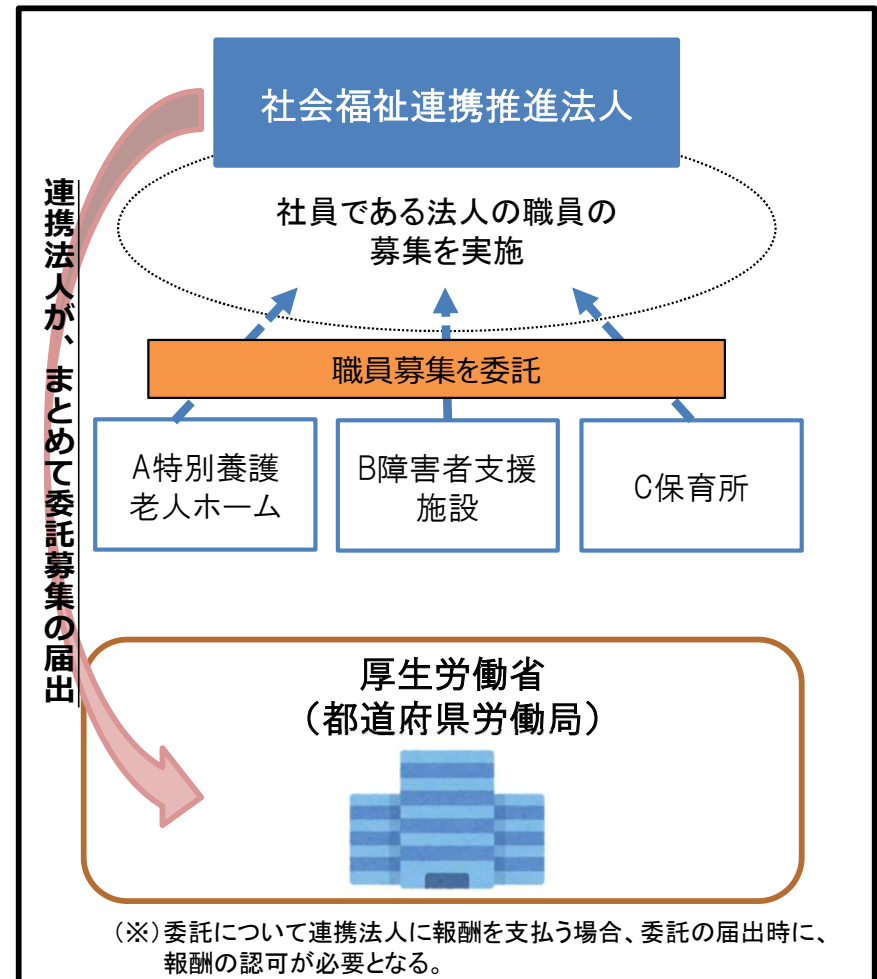 社会福祉連携推進法人
社員である法人の職員の
募集を実施
連携法人が、まとめて委託募集の届出
職員募集を委託
A特別養護
老人ホーム
B障害者支援
施設
C保育所
厚生労働省
（都道府県労働局）
（※）委託について連携法人に報酬を支払う場合、委託の届出時に、
報酬の認可が必要となる。